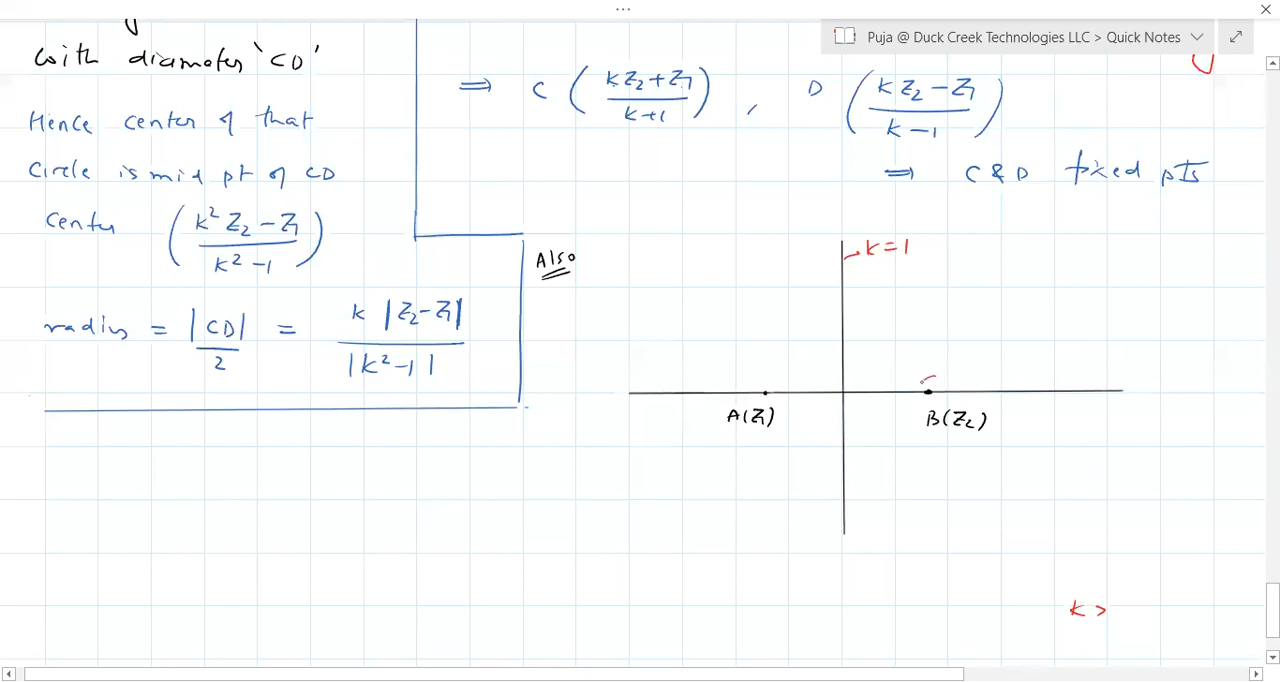 ...
Puja @ Duck Creek Technologies LLC > Quick Notes
with diameter 'CD'
Hence center of that
circle is mid pt of CD
center ( k² Z₂ − Z₁ / k² − 1 )
radius = |CD| / 2 = k |Z₂ − Z₁| / |k² − 1|
⇒ C ( kZ₂ + Z₁ / k + 1 ) , D ( kZ₂ − Z₁ / k − 1 )
⇒ C & D fixed pts
Also
k = 1
A(Z₁)
B(Z₂)
k >